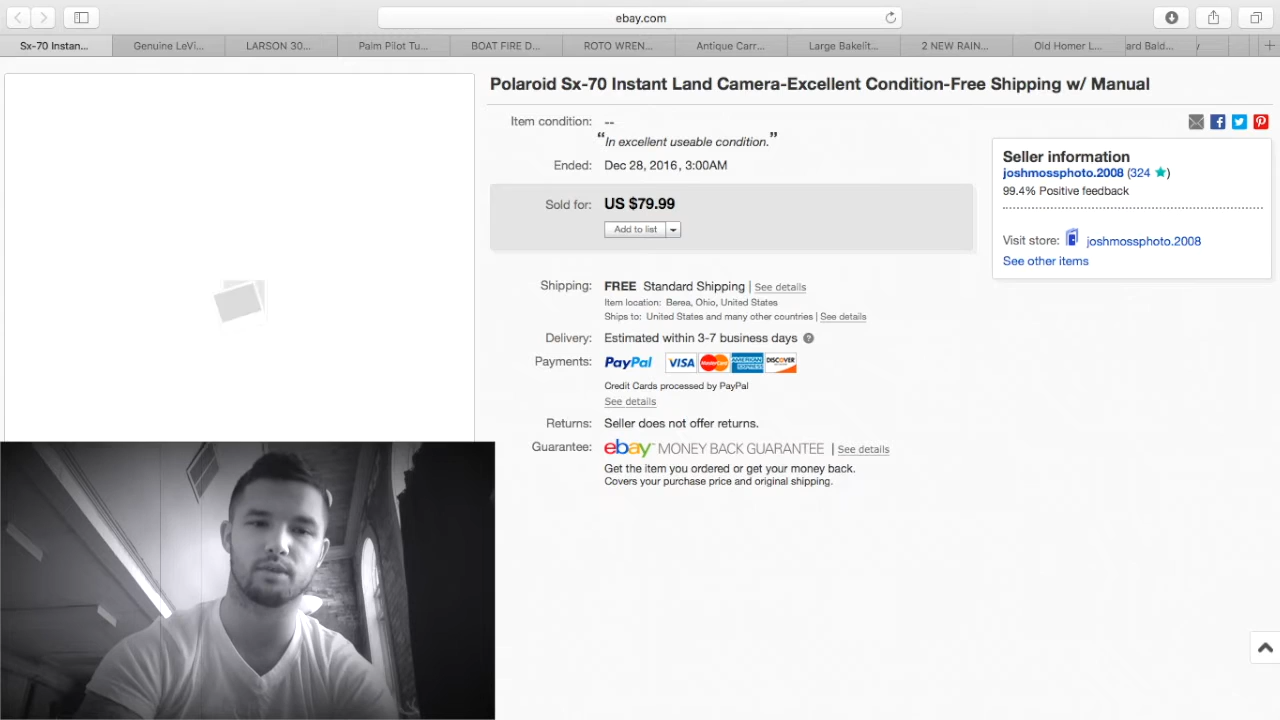 ebay.com
Sx-70 Instan...
Genuine LeVi...
LARSON 30...
Palm Pilot Tu...
BOAT FIRE D...
ROTO WREN...
Antique Carr...
Large Bakelit...
2 NEW RAIN...
Old Homer L...
ard Bald...
Polaroid Sx-70 Instant Land Camera-Excellent Condition-Free Shipping w/ Manual
Item condition: --
“In excellent useable condition.”
Ended: Dec 28, 2016 , 3:00AM
Sold for: US $79.99
Add to list
Shipping: FREE Standard Shipping | See details
Item location: Berea, Ohio, United States
Ships to: United States and many other countries | See details
Delivery: Estimated within 3-7 business days ?
Payments: PayPal VISA MasterCard AMERICAN EXPRESS DISCOVER
Credit Cards processed by PayPal
See details
Returns: Seller does not offer returns.
Guarantee: ebay MONEY BACK GUARANTEE | See details
Get the item you ordered or get your money back.
Covers your purchase price and original shipping.
Seller information
joshmossphoto.2008 (324 ★)
99.4% Positive feedback
Visit store: joshmossphoto.2008
See other items